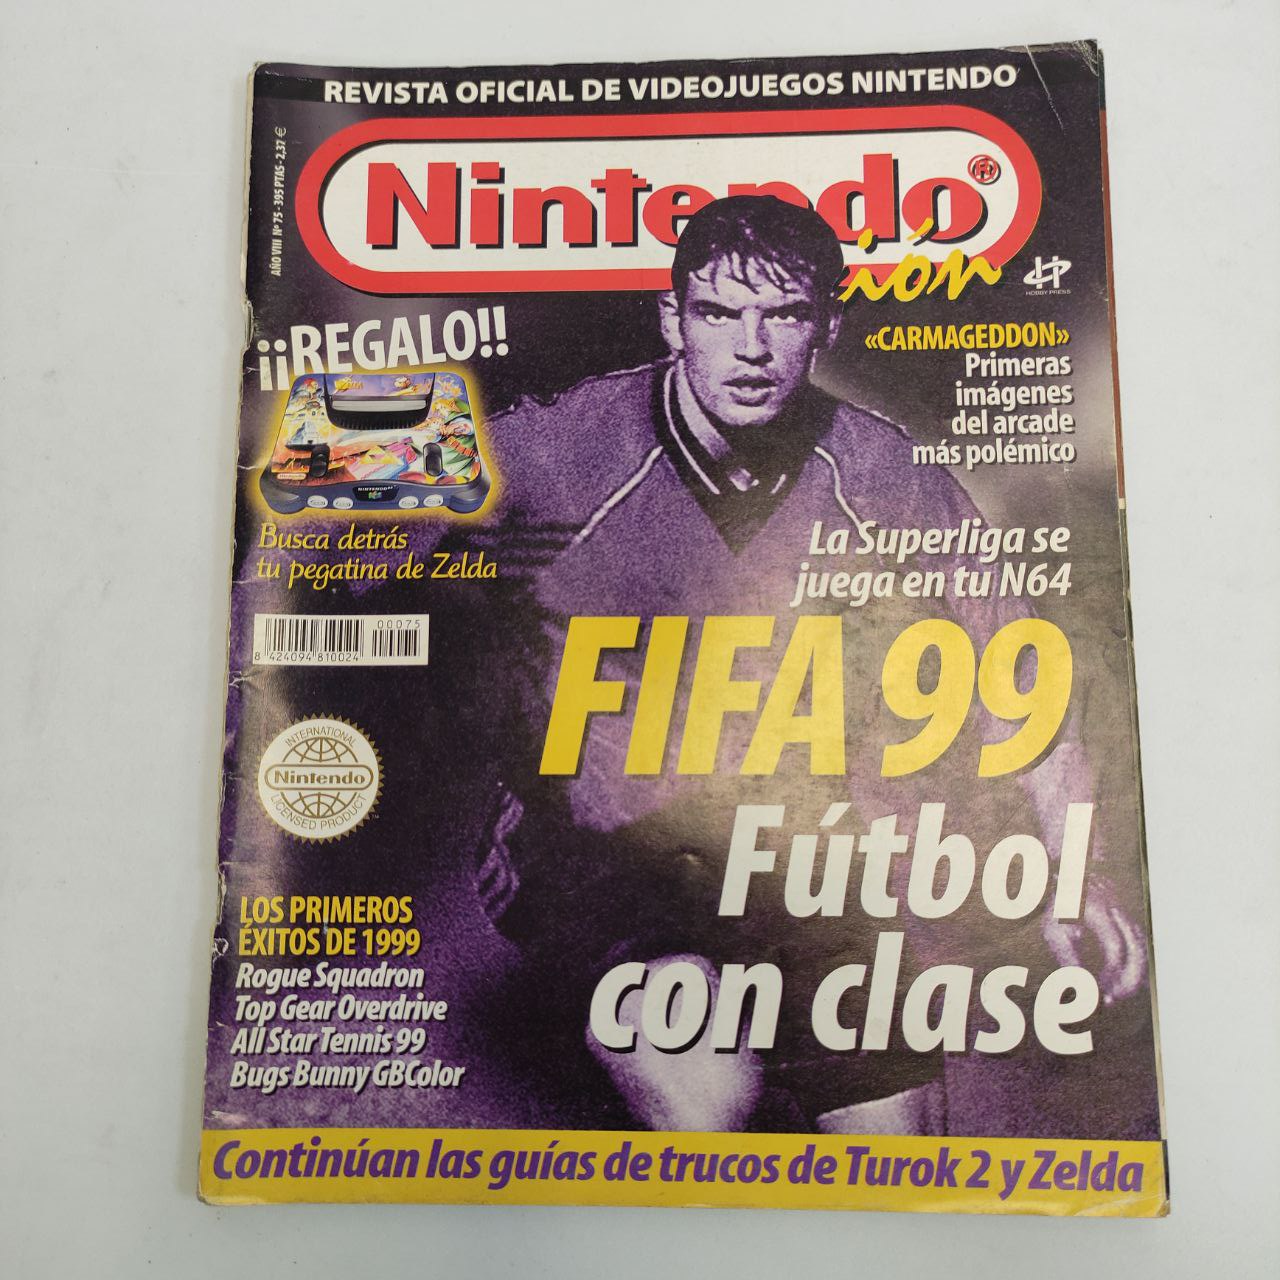 REVISTA OFICIAL DE VIDEOJUEGOS NINTENDO
Nintendo®
ión
HOBBY PRESS
AÑO VIII Nº 75 - 395 PTAS - 2,37 €
¡¡REGALO!!
NINTENDO 64
Busca detrás
tu pegatina de Zelda
00075
8 424094 810024
INTERNATIONAL
Nintendo
LICENSED PRODUCT
TM
«CARMAGEDDON»
Primeras
imágenes
del arcade
más polémico
La Superliga se
juega en tu N64
FIFA 99
Fútbol
con clase
LOS PRIMEROS
ÉXITOS DE 1999
Rogue Squadron
Top Gear Overdrive
All Star Tennis 99
Bugs Bunny GBColor
Continúan las guías de trucos de Turok 2 y Zelda